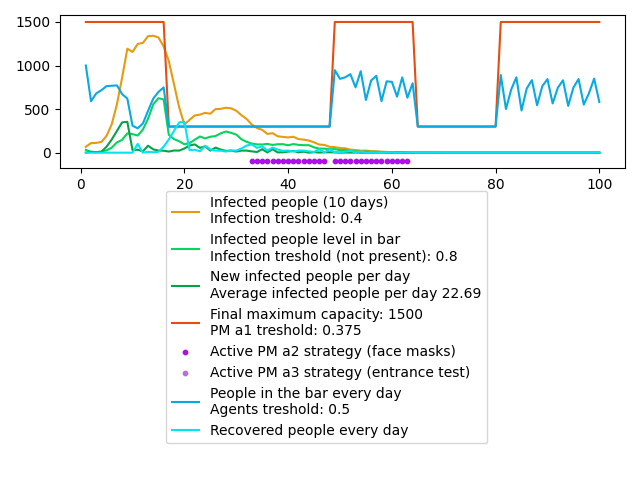 1500
1000
500
0
0 20 40 60 80 100
Infected people (10 days)
Infection treshold: 0.4
Infected people level in bar
Infection treshold (not present): 0.8
New infected people per day
Average infected people per day 22.69
Final maximum capacity: 1500
PM a1 treshold: 0.375
Active PM a2 strategy (face masks)
Active PM a3 strategy (entrance test)
People in the bar every day
Agents treshold: 0.5
Recovered people every day